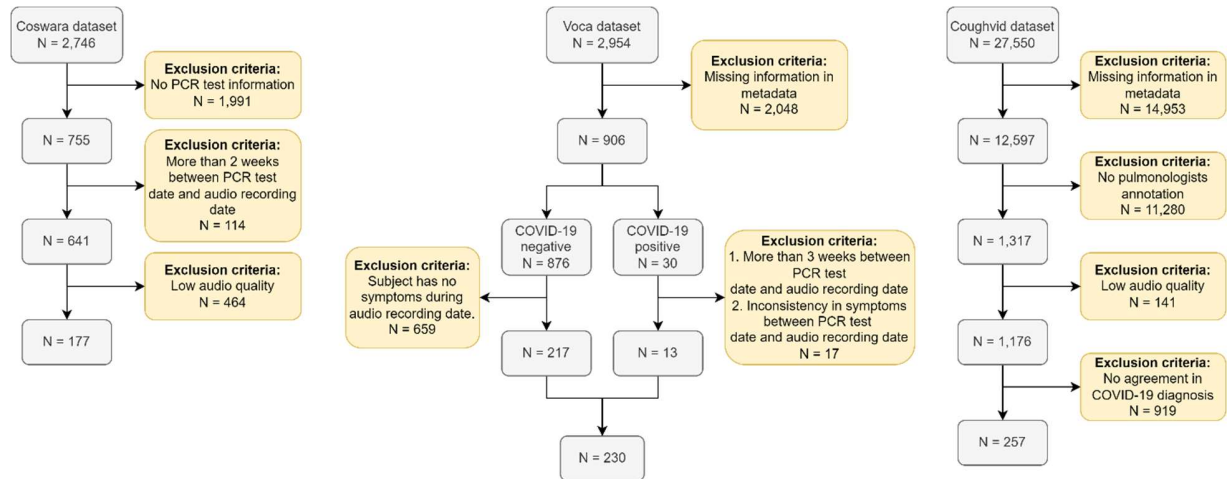 Coswara dataset
N = 2,746
Exclusion criteria:
No PCR test information
N = 1,991
N = 755
Exclusion criteria:
More than 2 weeks
between PCR test
date and audio recording
date
N = 114
N = 641
Exclusion criteria:
Low audio quality
N = 464
N = 177
Voca dataset
N = 2,954
Exclusion criteria:
Missing information in
metadata
N = 2,048
N = 906
COVID-19
negative
N = 876
COVID-19
positive
N = 30
Exclusion criteria:
Subject has no
symptoms during
audio recording date.
N = 659
Exclusion criteria:
1. More than 3 weeks between
PCR test
date and audio recording date
2. Inconsistency in symptoms
between PCR test
date and audio recording date
N = 17
N = 217
N = 13
N = 230
Coughvid dataset
N = 27,550
Exclusion criteria:
Missing information in
metadata
N = 14,953
N = 12,597
Exclusion criteria:
No pulmonologists
annotation
N = 11,280
N = 1,317
Exclusion criteria:
Low audio quality
N = 141
N = 1,176
Exclusion criteria:
No agreement in
COVID-19 diagnosis
N = 919
N = 257